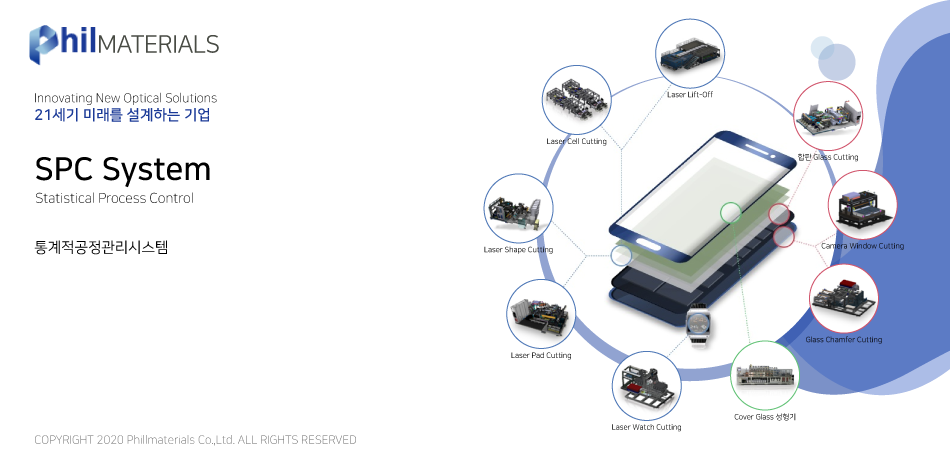 PhilMATERIALS
Innovating New Optical Solutions
21세기 미래를 설계하는 기업
SPC System
Statistical Process Control
통계적공정관리시스템
Laser Lift-Off
Laser Cell Cutting
합판 Glass Cutting
Laser Shape Cutting
Camera Window Cutting
Laser Pad Cutting
Glass Chamfer Cutting
Laser Watch Cutting
Cover Glass 성형기
COPYRIGHT 2020 Phillmaterials Co.,Ltd. ALL RIGHTS RESERVED